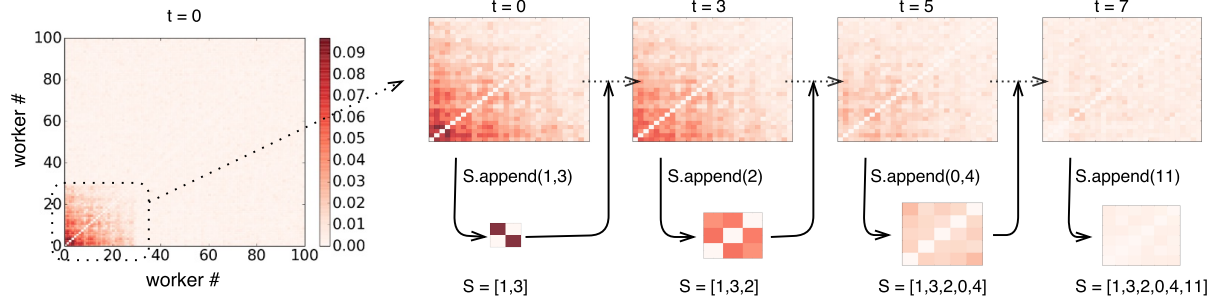 t = 0
100
80
60
40
20
0
0
20
40
60
80
100
worker #
worker #
0.09
0.08
0.07
0.06
0.05
0.04
0.03
0.02
0.01
0.00
t = 0
t = 3
t = 5
t = 7
S.append(1,3)
S.append(2)
S.append(0,4)
S.append(11)
S = [1,3]
S = [1,3,2]
S = [1,3,2,0,4]
S = [1,3,2,0,4,11]